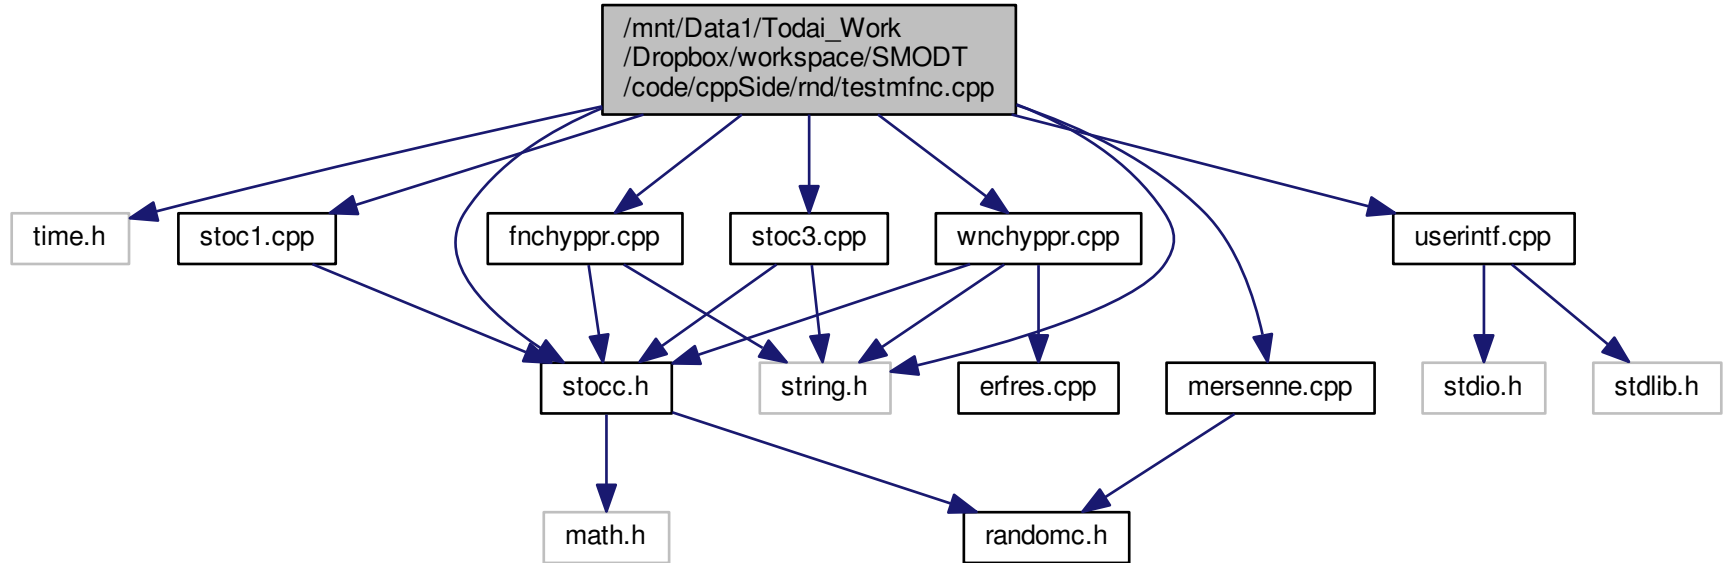 /mnt/Data1/Todai_Work
/Dropbox/workspace/SMODT
/code/cppSide/rnd/testmfnc.cpp
time.h
stoc1.cpp
fnchyppr.cpp
stoc3.cpp
wnchyppr.cpp
userintf.cpp
stocc.h
string.h
erfres.cpp
mersenne.cpp
stdio.h
stdlib.h
math.h
randomc.h